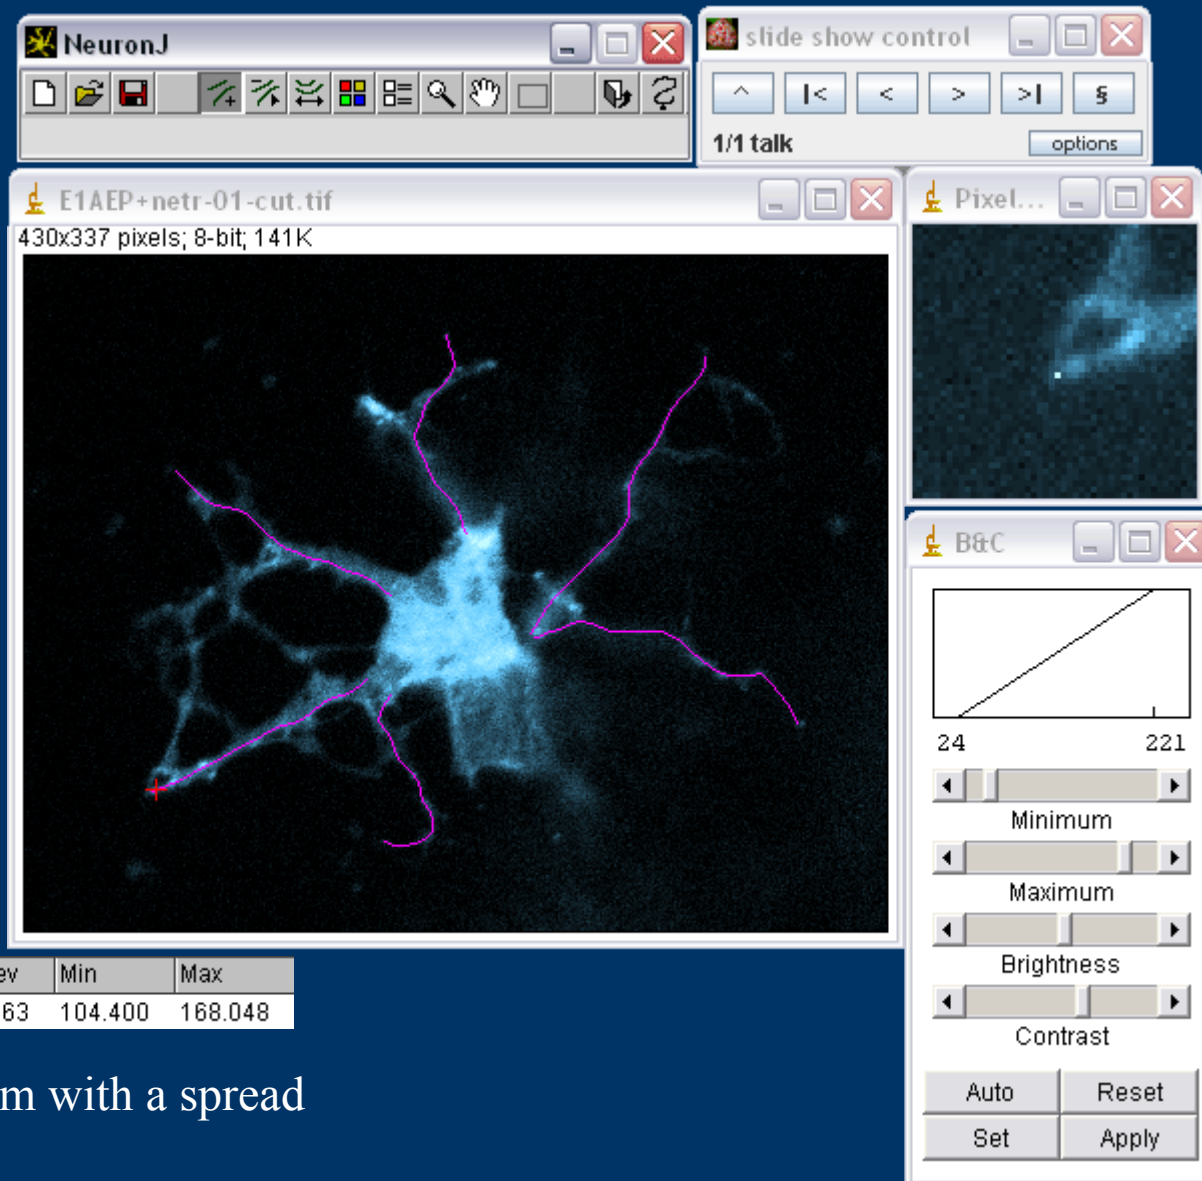 NeuronJ
slide show control
^ I< < > >I §
1/1 talk
options
E1AEP+netr-01-cut.tif
430x337 pixels; 8-bit; 141K
Pixel...
B&C
24 221
Minimum
Maximum
Brightness
Contrast
Auto Reset
Set Apply
ev Min Max
63 104.400 168.048
m with a spread